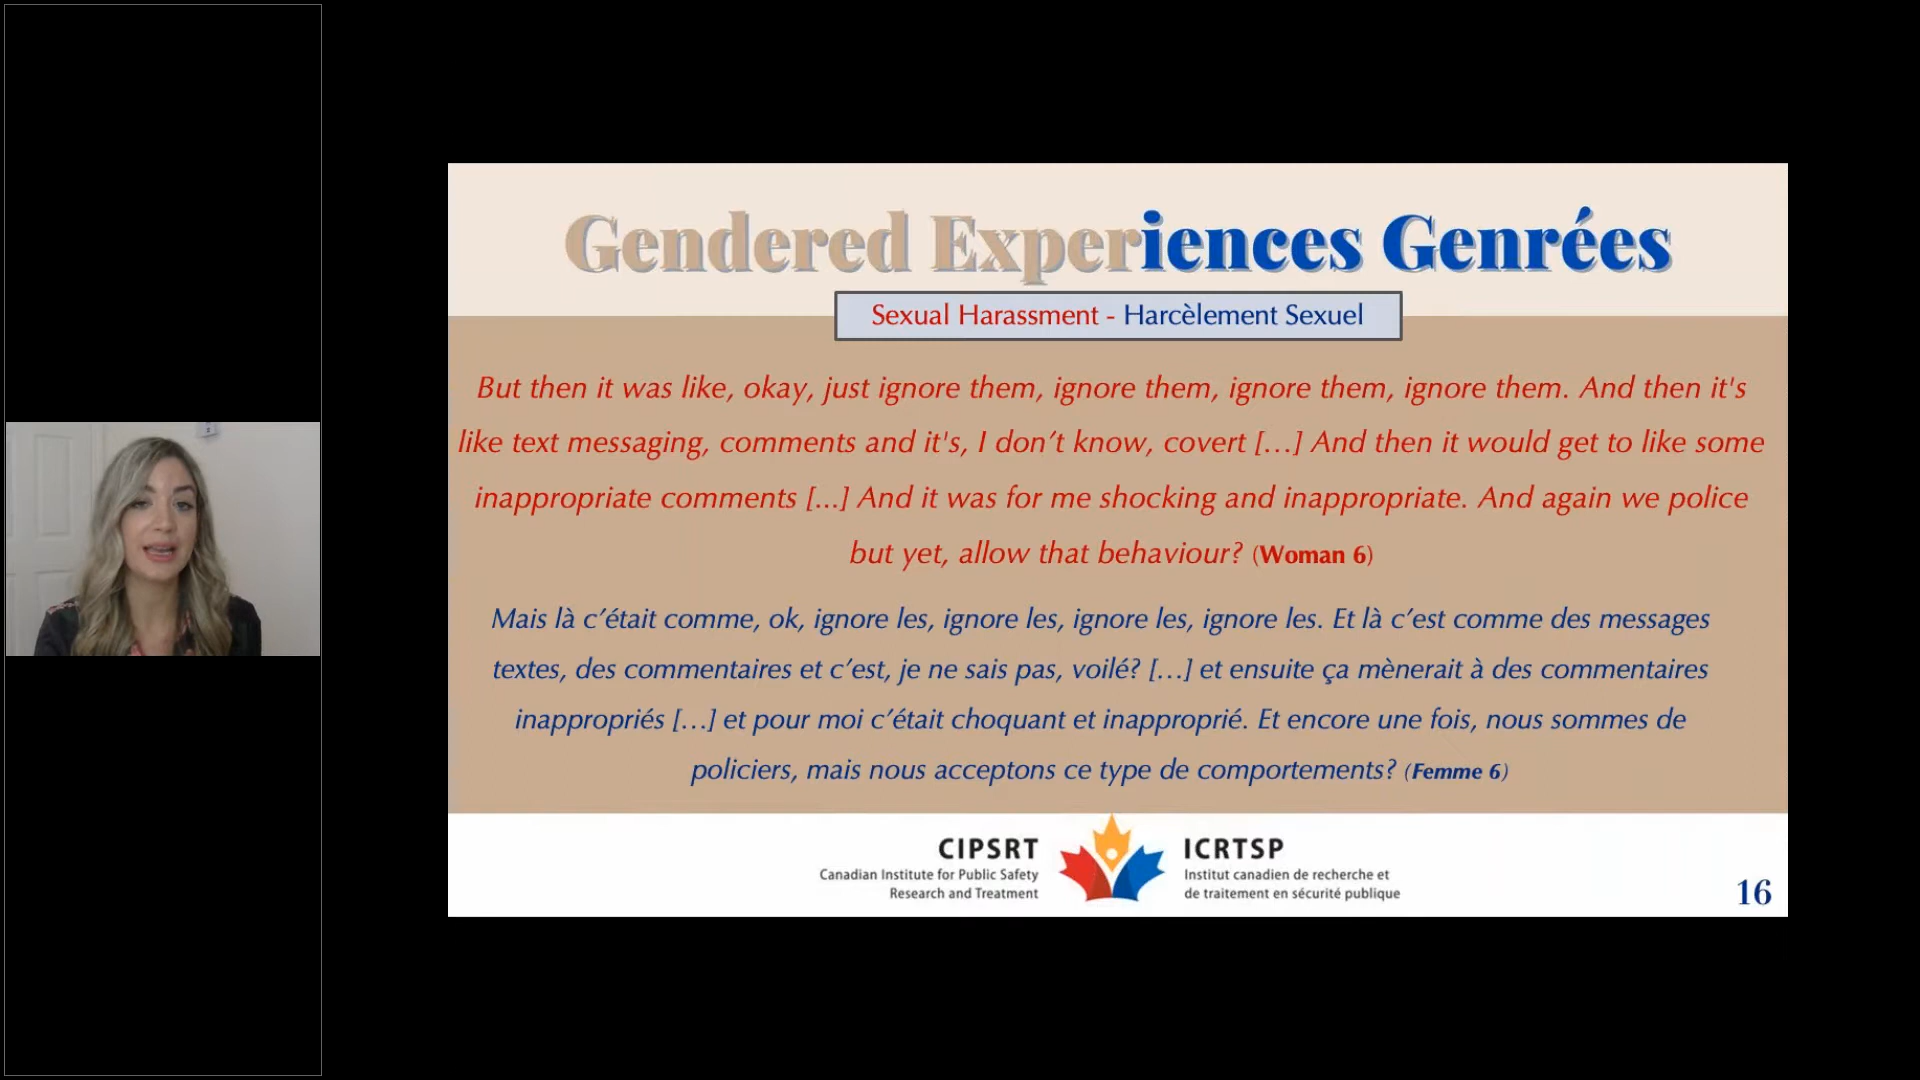 Gendered Experiences Genrées
Sexual Harassment - Harcèlement Sexuel
But then it was like, okay, just ignore them, ignore them, ignore them, ignore them. And then it's
like text messaging, comments and it's, I don’t know, covert […] And then it would get to like some
inappropriate comments [...] And it was for me shocking and inappropriate. And again we police
but yet, allow that behaviour? (Woman 6)
Mais là c’était comme, ok, ignore les, ignore les, ignore les, ignore les. Et là c’est comme des messages
textes, des commentaires et c’est, je ne sais pas, voilé? […] et ensuite ça mènerait à des commentaires
inappropriés […] et pour moi c’était choquant et inapproprié. Et encore une fois, nous sommes de
policiers, mais nous acceptons ce type de comportements? (Femme 6)
CIPSRT
Canadian Institute for Public Safety
Research and Treatment
ICRTSP
Institut canadien de recherche et
de traitement en sécurité publique
16